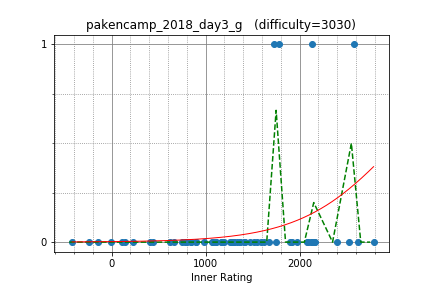 pakencamp_2018_day3_g (difficulty=3030)
1
0
0 1000 2000
Inner Rating